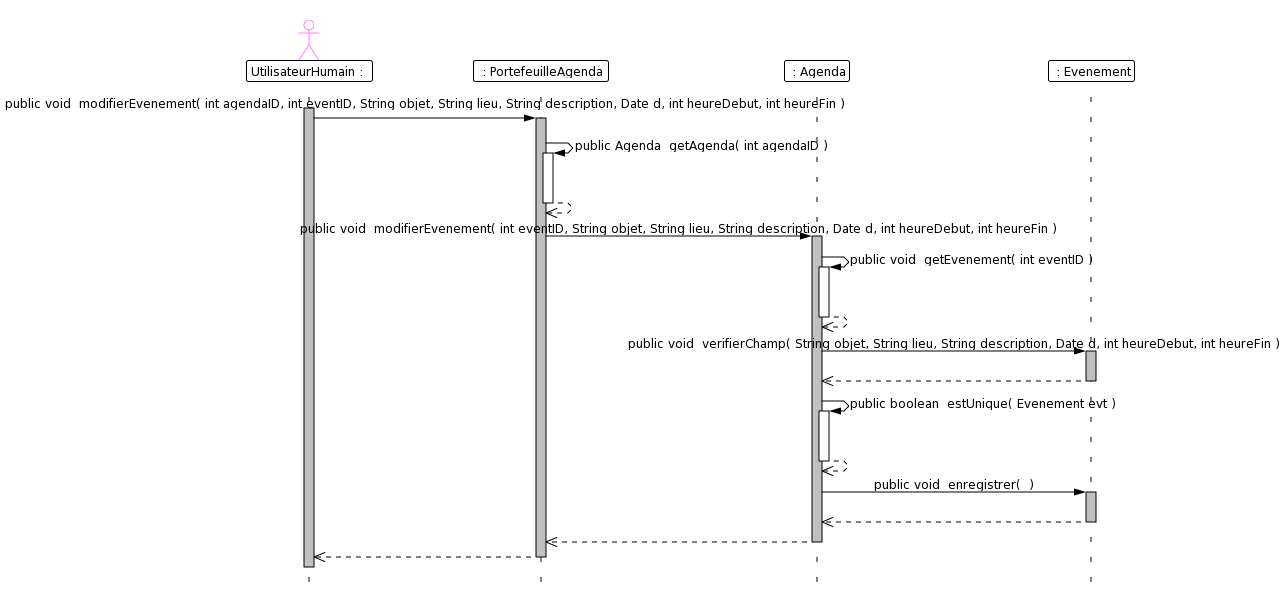 UtilisateurHumain :
: PortefeuilleAgenda
: Agenda
: Evenement
public void modifierEvenement( int agendaID, int eventID, String objet, String lieu, String description, Date d, int heureDebut, int heureFin )
public Agenda getAgenda( int agendaID )
public void modifierEvenement( int eventID, String objet, String lieu, String description, Date d, int heureDebut, int heureFin )
public void getEvenement( int eventID )
public void verifierChamp( String objet, String lieu, String description, Date d, int heureDebut, int heureFin )
public boolean estUnique( Evenement evt )
public void enregistrer( )